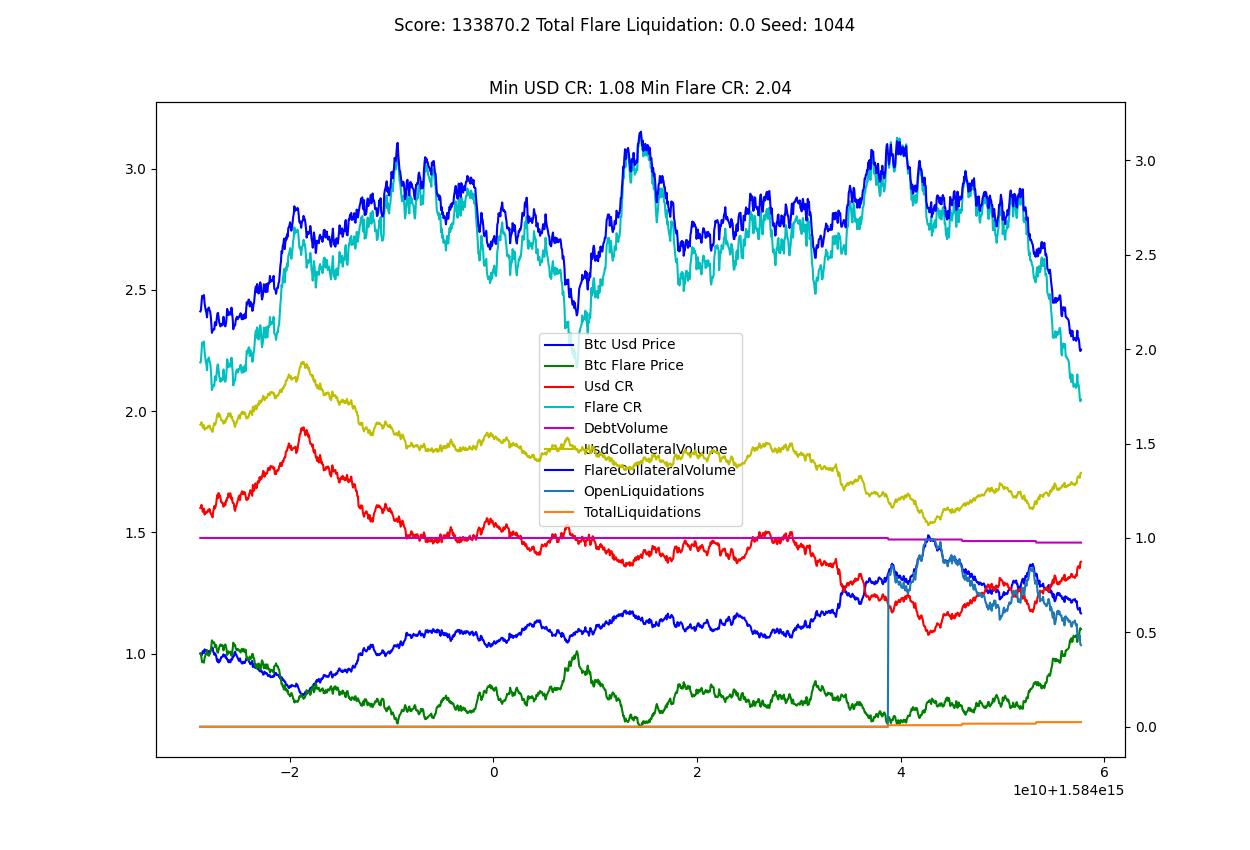 Score: 133870.2 Total Flare Liquidation: 0.0 Seed: 1044
Min USD CR: 1.08 Min Flare CR: 2.04
3.0
2.5
2.0
1.5
1.0
3.0
2.5
2.0
1.5
1.0
0.5
0.0
Btc Usd Price
Btc Flare Price
Usd CR
Flare CR
DebtVolume
UsdCollateralVolume
FlareCollateralVolume
OpenLiquidations
TotalLiquidations
−2
0
2
4
6
1e10+1.584e15